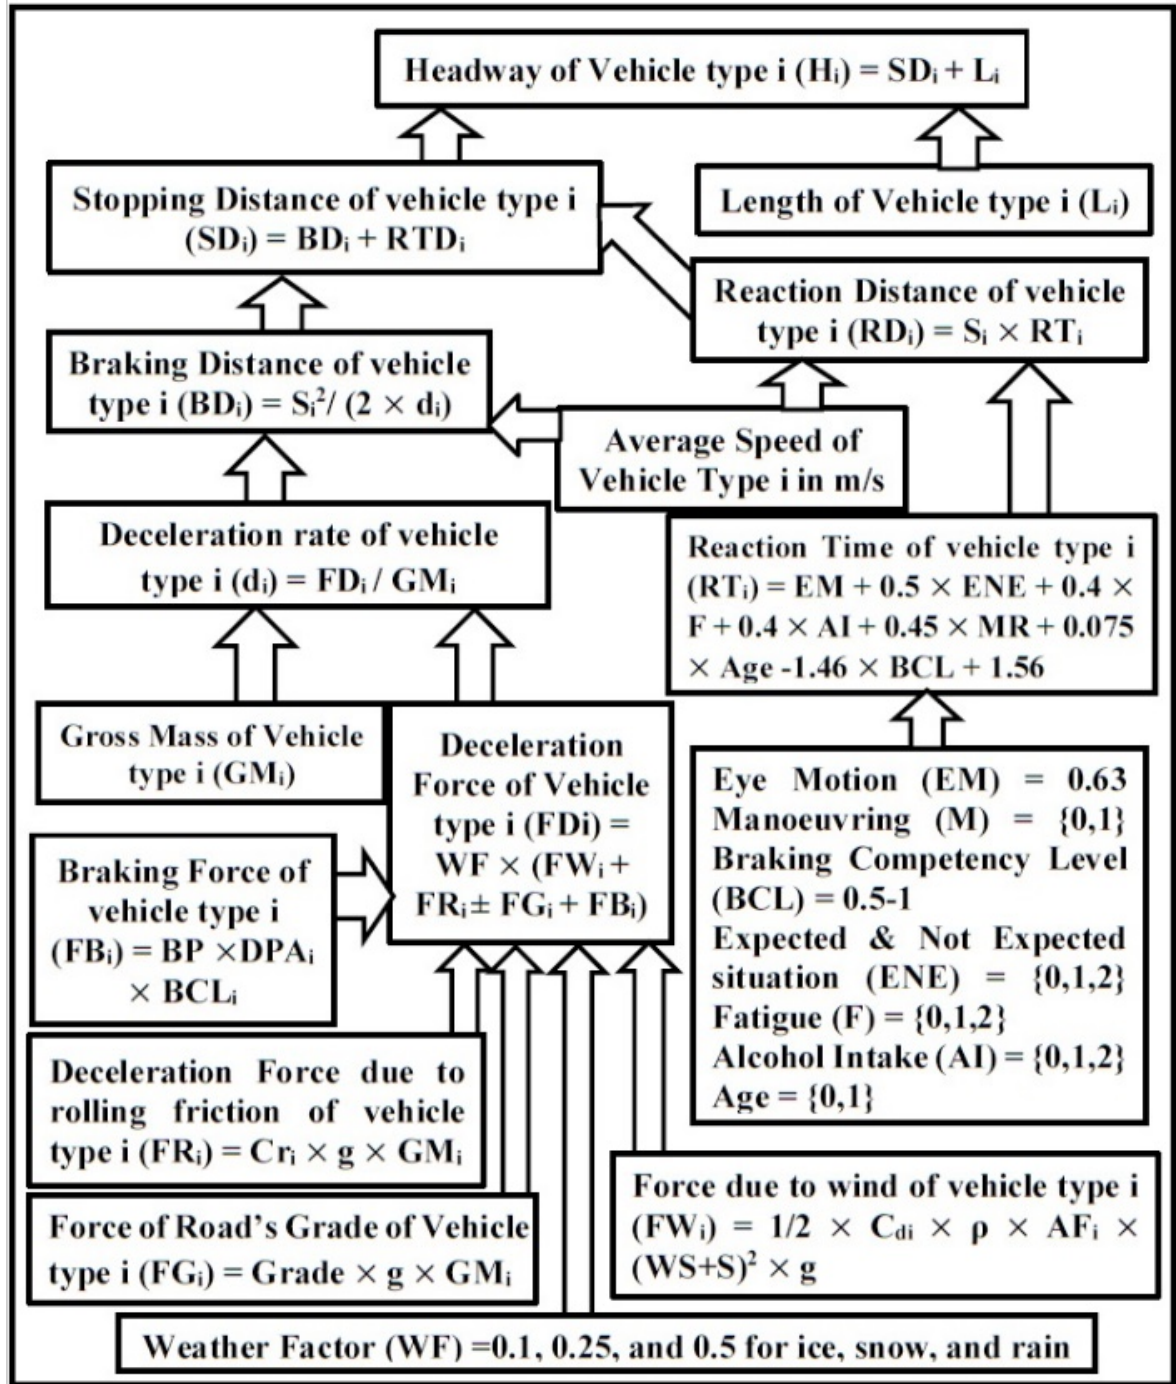 Headway of Vehicle type i (Hᵢ) = SDᵢ + Lᵢ
Stopping Distance of vehicle type i
(SDᵢ) = BDᵢ + RTDᵢ
Length of Vehicle type i (Lᵢ)
Reaction Distance of vehicle
type i (RDᵢ) = Sᵢ × RTᵢ
Braking Distance of vehicle
type i (BDᵢ) = Sᵢ²/ (2 × dᵢ)
Average Speed of
Vehicle Type i in m/s
Deceleration rate of vehicle
type i (dᵢ) = FDᵢ / GMᵢ
Reaction Time of vehicle type i
(RTᵢ) = EM + 0.5 × ENE + 0.4 ×
F + 0.4 × AI + 0.45 × MR + 0.075
× Age -1.46 × BCL + 1.56
Gross Mass of Vehicle
type i (GMᵢ)
Deceleration
Force of Vehicle
type i (FDi) =
WF × (FWᵢ +
FRᵢ ± FGᵢ + FBᵢ)
Eye Motion (EM) = 0.63
Manoeuvring (M) = {0,1}
Braking Competency Level
(BCL) = 0.5-1
Expected & Not Expected
situation (ENE) = {0,1,2}
Fatigue (F) = {0,1,2}
Alcohol Intake (AI) = {0,1,2}
Age = {0,1}
Braking Force of
vehicle type i
(FBᵢ) = BP ×DPAᵢ
× BCLᵢ
Deceleration Force due to
rolling friction of vehicle
type i (FRᵢ) = Crᵢ × g × GMᵢ
Force of Road's Grade of Vehicle
type i (FGᵢ) = Grade × g × GMᵢ
Force due to wind of vehicle type i
(FWᵢ) = 1/2 × C_di × ρ × AFᵢ ×
(WS+S)² × g
Weather Factor (WF) =0.1, 0.25, and 0.5 for ice, snow, and rain